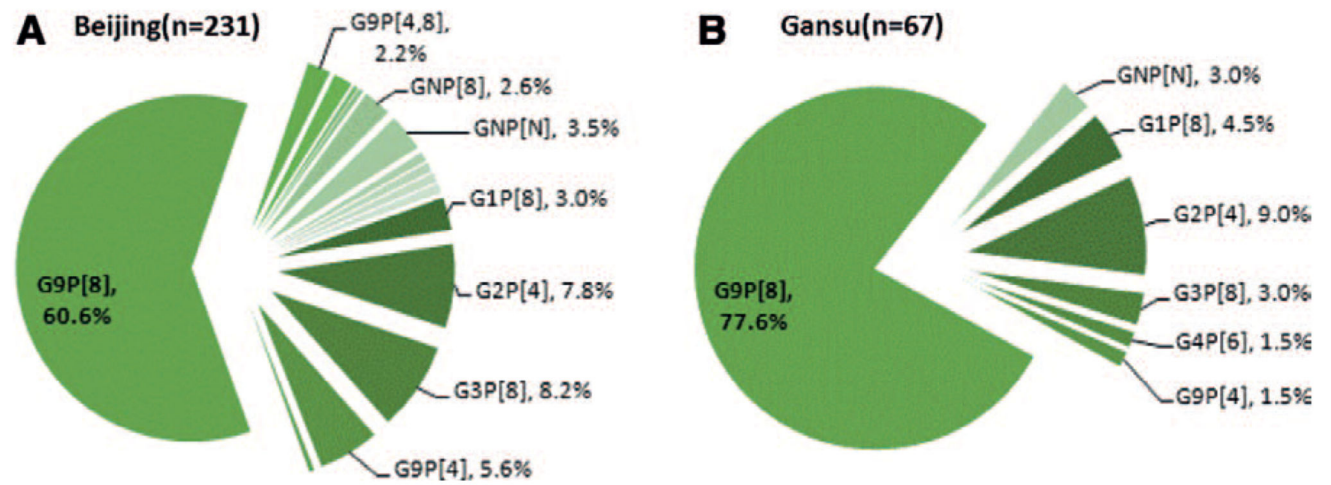 A Beijing(n=231)
G9P[4,8],
2.2%
GNP[8], 2.6%
GNP[N], 3.5%
G1P[8], 3.0%
G2P[4], 7.8%
G3P[8], 8.2%
G9P[4], 5.6%
G9P[8],
60.6%
B Gansu(n=67)
GNP[N], 3.0%
G1P[8], 4.5%
G2P[4], 9.0%
G3P[8], 3.0%
G4P[6], 1.5%
G9P[4], 1.5%
G9P[8],
77.6%